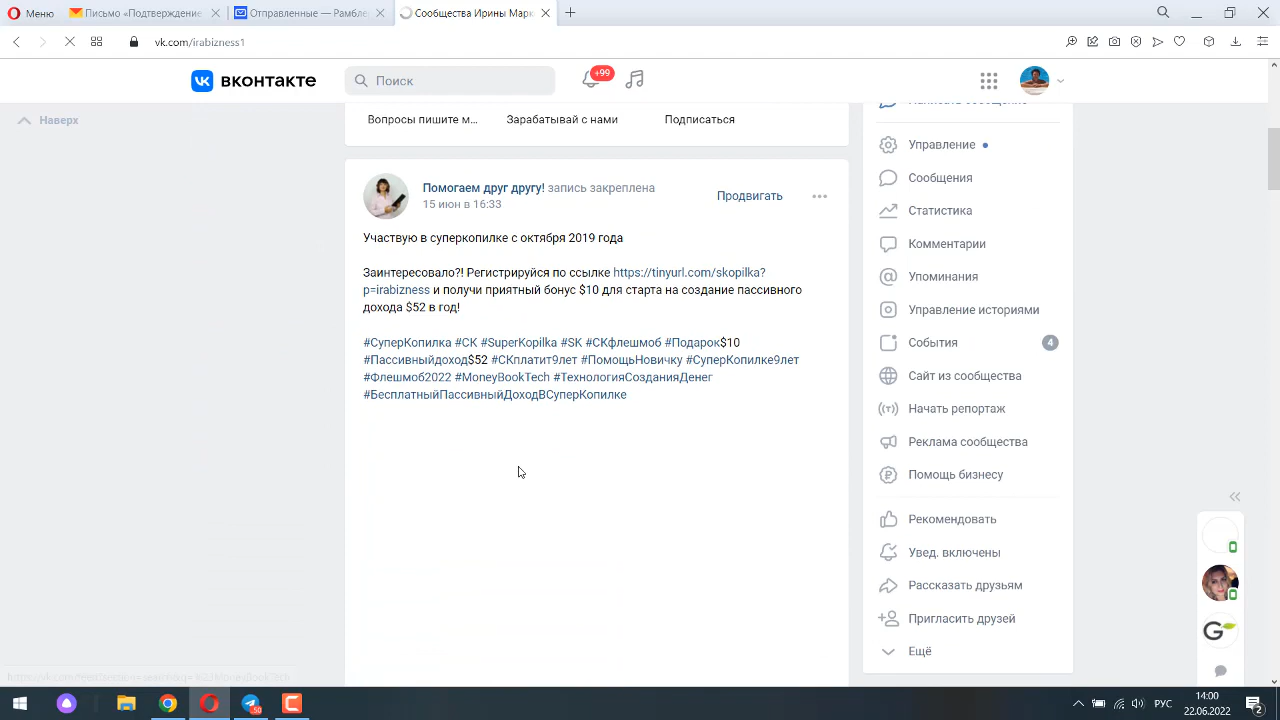 Меню
Письмо «Подтверждение
Отправленные — Рамбле
Сообщества Ирины
vk.com/irabizness1
вконтакте
Поиск
+99
Наверх
Вопросы пишите м...
Зарабатывай с нами
Подписаться
Помогаем друг другу! запись закреплена
15 июн в 16:33
Продвигать
Участвую в суперкопилке с октября 2019 года
Заинтересовало?! Регистрируйся по ссылке https://tinyurl.com/skopilka?
p=irabizness и получи приятный бонус $10 для старта на создание пассивного
дохода $52 в год!
#СуперКопилка #СК #SuperKopilka #SK #СКфлешмоб #Подарок$10
#Пассивныйдоход$52 #СКплатит9лет #ПомощьНовичку #СуперКопилке9лет
#Флешмоб2022 #MoneyBookTech #ТехнологияСозданияДенег
#БесплатныйПассивныйДоходВСуперКопилке
Управление
Сообщения
Статистика
Комментарии
Упоминания
Управление историями
События 4
Сайт из сообщества
Начать репортаж
Реклама сообщества
Помощь бизнесу
Рекомендовать
Увед. включены
Рассказать друзьям
Пригласить друзей
Ещё
G
50
РУС
14:00
22.06.2022
2